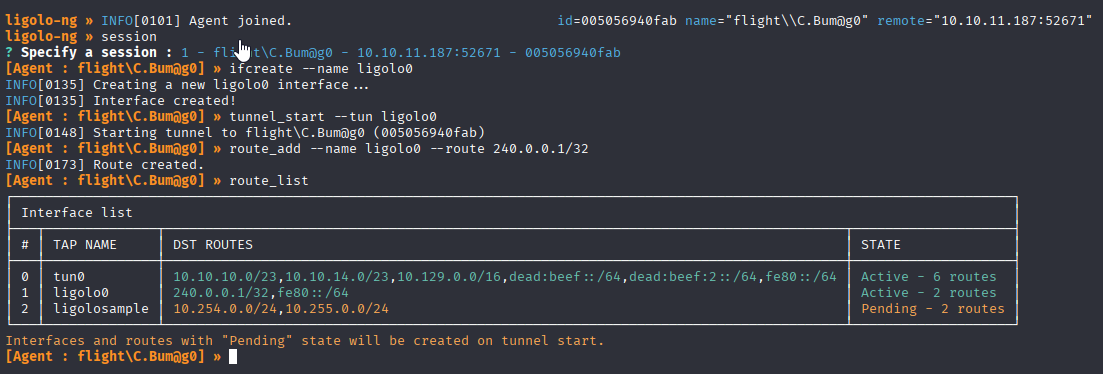 ligolo-ng » INFO[0101] Agent joined. id=005056940fab name="flight\\C.Bum@g0" remote="10.10.11.187:52671"
ligolo-ng » session
? Specify a session : 1 - flight\C.Bum@g0 - 10.10.11.187:52671 - 005056940fab
[Agent : flight\C.Bum@g0] » ifcreate --name ligolo0
INFO[0135] Creating a new ligolo0 interface...
INFO[0135] Interface created!
[Agent : flight\C.Bum@g0] » tunnel_start --tun ligolo0
INFO[0148] Starting tunnel to flight\C.Bum@g0 (005056940fab)
[Agent : flight\C.Bum@g0] » route_add --name ligolo0 --route 240.0.0.1/32
INFO[0173] Route created.
[Agent : flight\C.Bum@g0] » route_list
Interface list
# TAP NAME DST ROUTES STATE
0 tun0 10.10.10.0/23,10.10.14.0/23,10.129.0.0/16,dead:beef::/64,dead:beef:2::/64,fe80::/64 Active - 6 routes
1 ligolo0 240.0.0.1/32,fe80::/64 Active - 2 routes
2 ligolosample 10.254.0.0/24,10.255.0.0/24 Pending - 2 routes
Interfaces and routes with "Pending" state will be created on tunnel start.
[Agent : flight\C.Bum@g0] »